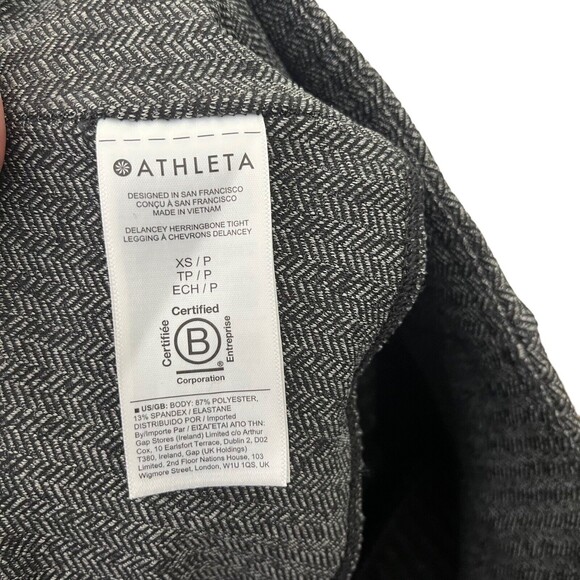 ATHLETA
DESIGNED IN SAN FRANCISCO
CONÇU À SAN FRANCISCO
MADE IN VIETNAM
DELANCEY HERRINGBONE TIGHT
LEGGING À CHEVRONS DELANCEY
XS / P
TP / P
ECH / P
Certified
Certifiée
B
®
Entreprise
Corporation
■ US/GB: BODY: 87% POLYESTER,
13% SPANDEX / ELASTANE
DISTRIBUIDO POR / Imported
By/Importe Par / ΕΙΣΑΓΕΤΑΙ ΑΠΟ ΤΗΝ:
Gap Stores (Ireland) Limited c/o Arthur
Cox, 10 Earlsfort Terrace, Dublin 2, D02
T380, Ireland, Gap (UK Holdings)
Limited. 2nd Floor Nations House, 103
Wigmore Street, London, W1U 1QS, UK